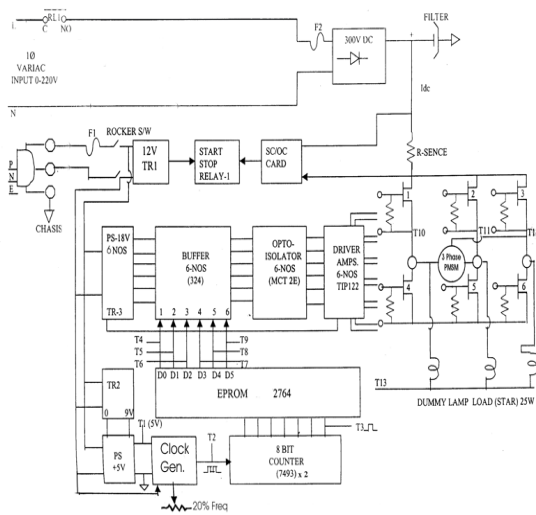 L
RL1
C NO
1Ø
VARIAC
INPUT 0-220V
N
F2
300V DC
FILTER
Idc
R-SENCE
F1
ROCKER S/W
P
N
E
CHASIS
12V
TR1
START
STOP
RELAY-1
SC/OC
CARD
PS-18V
6 NOS
TR-3
BUFFER
6-NOS
(324)
1 2 3 4 5 6
OPTO-
ISOLATOR
6-NOS
(MCT 2E)
DRIVER
AMPS.
6-NOS
TIP122
1
2
3
T10
T11
3 Phase
PMSM
4
5
6
T4
T5
T6
T9
T8
T7
D0 D1 D2 D3 D4 D5
EPROM 2764
T13
DUMMY LAMP LOAD (STAR) 25W
TR2
0 9V
T1 (5V)
PS
+5V
Clock
Gen.
T2
T3
8 BIT
COUNTER
(7493) x 2
20% Freq